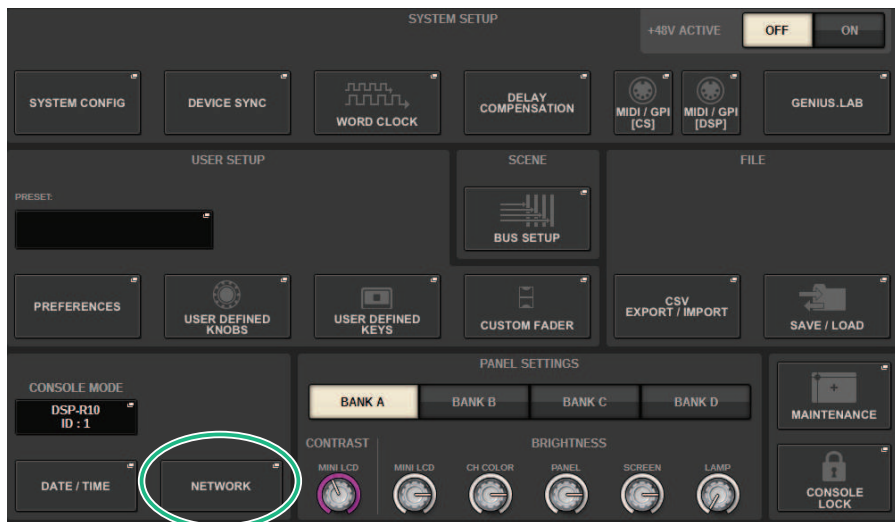 SYSTEM SETUP
+48V ACTIVE
OFF
ON
SYSTEM CONFIG
DEVICE SYNC
WORD CLOCK
DELAY
COMPENSATION
MIDI / GPI
[CS]
MIDI / GPI
[DSP]
GENIUS.LAB
USER SETUP
SCENE
FILE
PRESET:
BUS SETUP
PREFERENCES
USER DEFINED
KNOBS
USER DEFINED
KEYS
CUSTOM FADER
CSV
EXPORT / IMPORT
SAVE / LOAD
CONSOLE MODE
DSP-R10
ID : 1
DATE / TIME
NETWORK
PANEL SETTINGS
BANK A
BANK B
BANK C
BANK D
CONTRAST
BRIGHTNESS
MINI LCD
MINI LCD
CH COLOR
PANEL
SCREEN
LAMP
MAINTENANCE
CONSOLE
LOCK